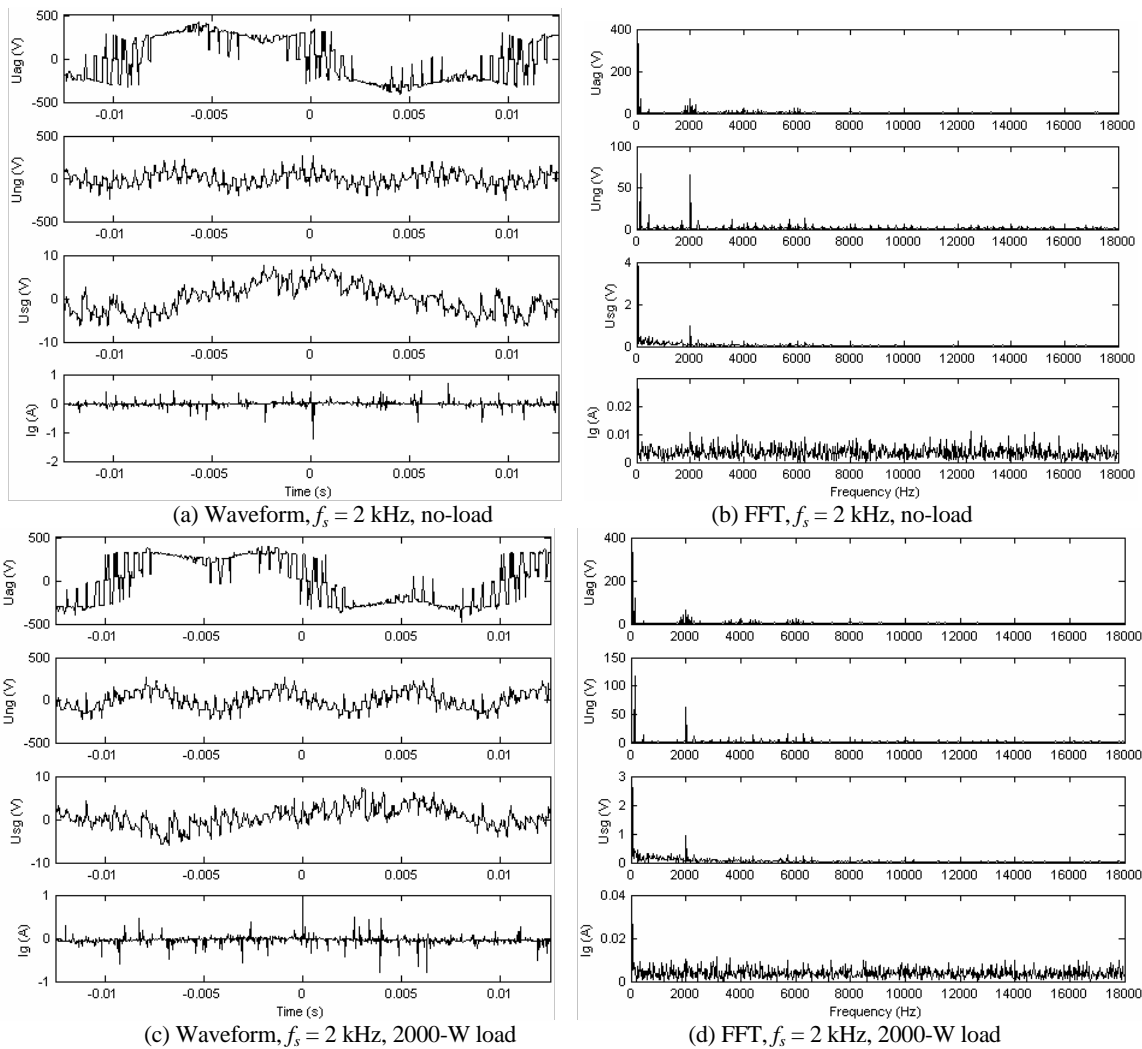 500
0
-500
Uag (V)
-0.01 -0.005 0 0.005 0.01
500
0
-500
Ung (V)
-0.01 -0.005 0 0.005 0.01
10
0
-10
Usg (V)
-0.01 -0.005 0 0.005 0.01
1
0
-1
-2
Ig (A)
-0.01 -0.005 0 0.005 0.01
Time (s)
(a) Waveform, fs = 2 kHz, no-load
400
200
0
Uag (V)
0 2000 4000 6000 8000 10000 12000 14000 16000 18000
100
50
0
Ung (V)
0 2000 4000 6000 8000 10000 12000 14000 16000 18000
4
2
0
Usg (V)
0 2000 4000 6000 8000 10000 12000 14000 16000 18000
0.02
0.01
0
Ig (A)
0 2000 4000 6000 8000 10000 12000 14000 16000 18000
Frequency (Hz)
(b) FFT, fs = 2 kHz, no-load
500
0
-500
Uag (V)
-0.01 -0.005 0 0.005 0.01
500
0
-500
Ung (V)
-0.01 -0.005 0 0.005 0.01
10
0
-10
Usg (V)
-0.01 -0.005 0 0.005 0.01
1
0
-1
Ig (A)
-0.01 -0.005 0 0.005 0.01
Time (s)
(c) Waveform, fs = 2 kHz, 2000-W load
400
200
0
Uag (V)
0 2000 4000 6000 8000 10000 12000 14000 16000 18000
150
100
50
0
Ung (V)
0 2000 4000 6000 8000 10000 12000 14000 16000 18000
3
2
1
0
Usg (V)
0 2000 4000 6000 8000 10000 12000 14000 16000 18000
0.04
0.02
0
Ig (A)
0 2000 4000 6000 8000 10000 12000 14000 16000 18000
Frequency (Hz)
(d) FFT, fs = 2 kHz, 2000-W load